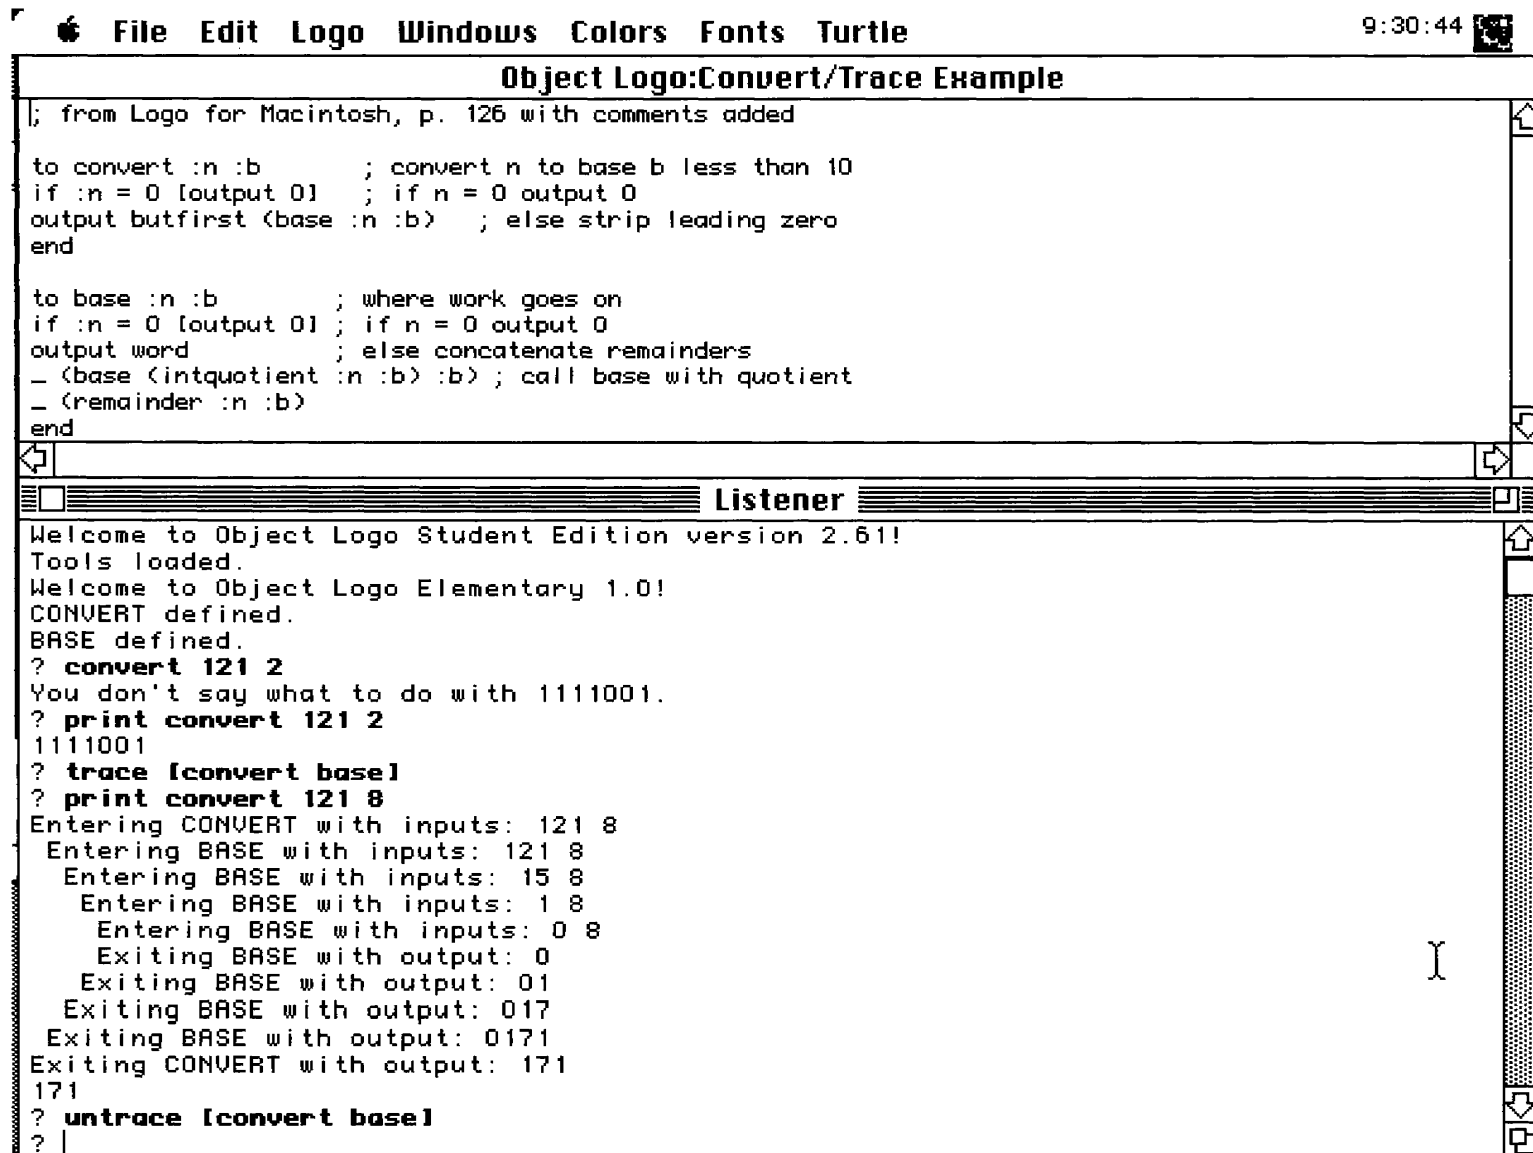 File Edit Logo Windows Colors Fonts Turtle 9:30:44
Object Logo:Convert/Trace Example
; from Logo for Macintosh, p. 126 with comments added
to convert :n :b ; convert n to base b less than 10
if :n = 0 [output 0] ; if n = 0 output 0
output butfirst (base :n :b) ; else strip leading zero
end
to base :n :b ; where work goes on
if :n = 0 [output 0] ; if n = 0 output 0
output word ; else concatenate remainders
_ (base (intquotient :n :b) :b) ; call base with quotient
_ (remainder :n :b)
end
Listener
Welcome to Object Logo Student Edition version 2.61!
Tools loaded.
Welcome to Object Logo Elementary 1.0!
CONVERT defined.
BASE defined.
? convert 121 2
You don't say what to do with 1111001.
? print convert 121 2
1111001
? trace [convert base]
? print convert 121 8
Entering CONVERT with inputs: 121 8
Entering BASE with inputs: 121 8
Entering BASE with inputs: 15 8
Entering BASE with inputs: 1 8
Entering BASE with inputs: 0 8
Exiting BASE with output: 0
Exiting BASE with output: 01
Exiting BASE with output: 017
Exiting BASE with output: 0171
Exiting CONVERT with output: 171
171
? untrace [convert base]
?